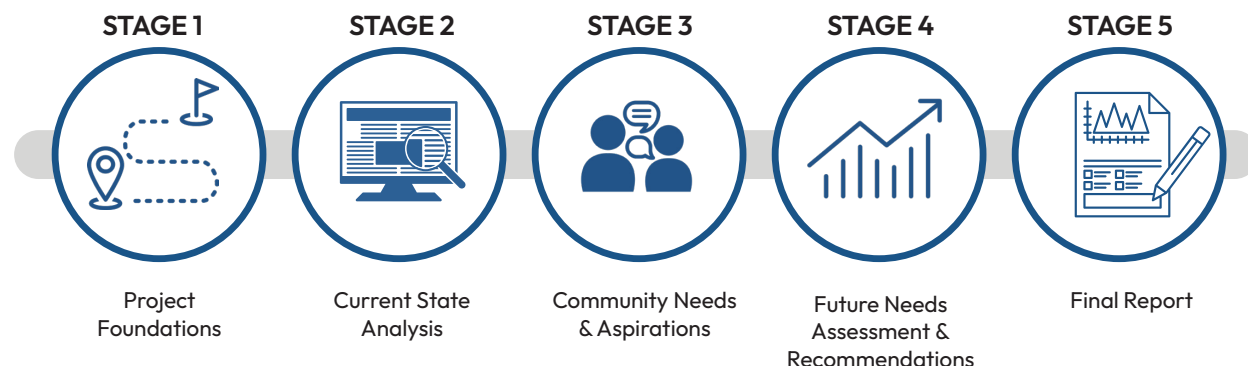 STAGE 1
STAGE 2
STAGE 3
STAGE 4
STAGE 5
Project
Foundations
Current State
Analysis
Community Needs
& Aspirations
Future Needs
Assessment &
Recommendations
Final Report